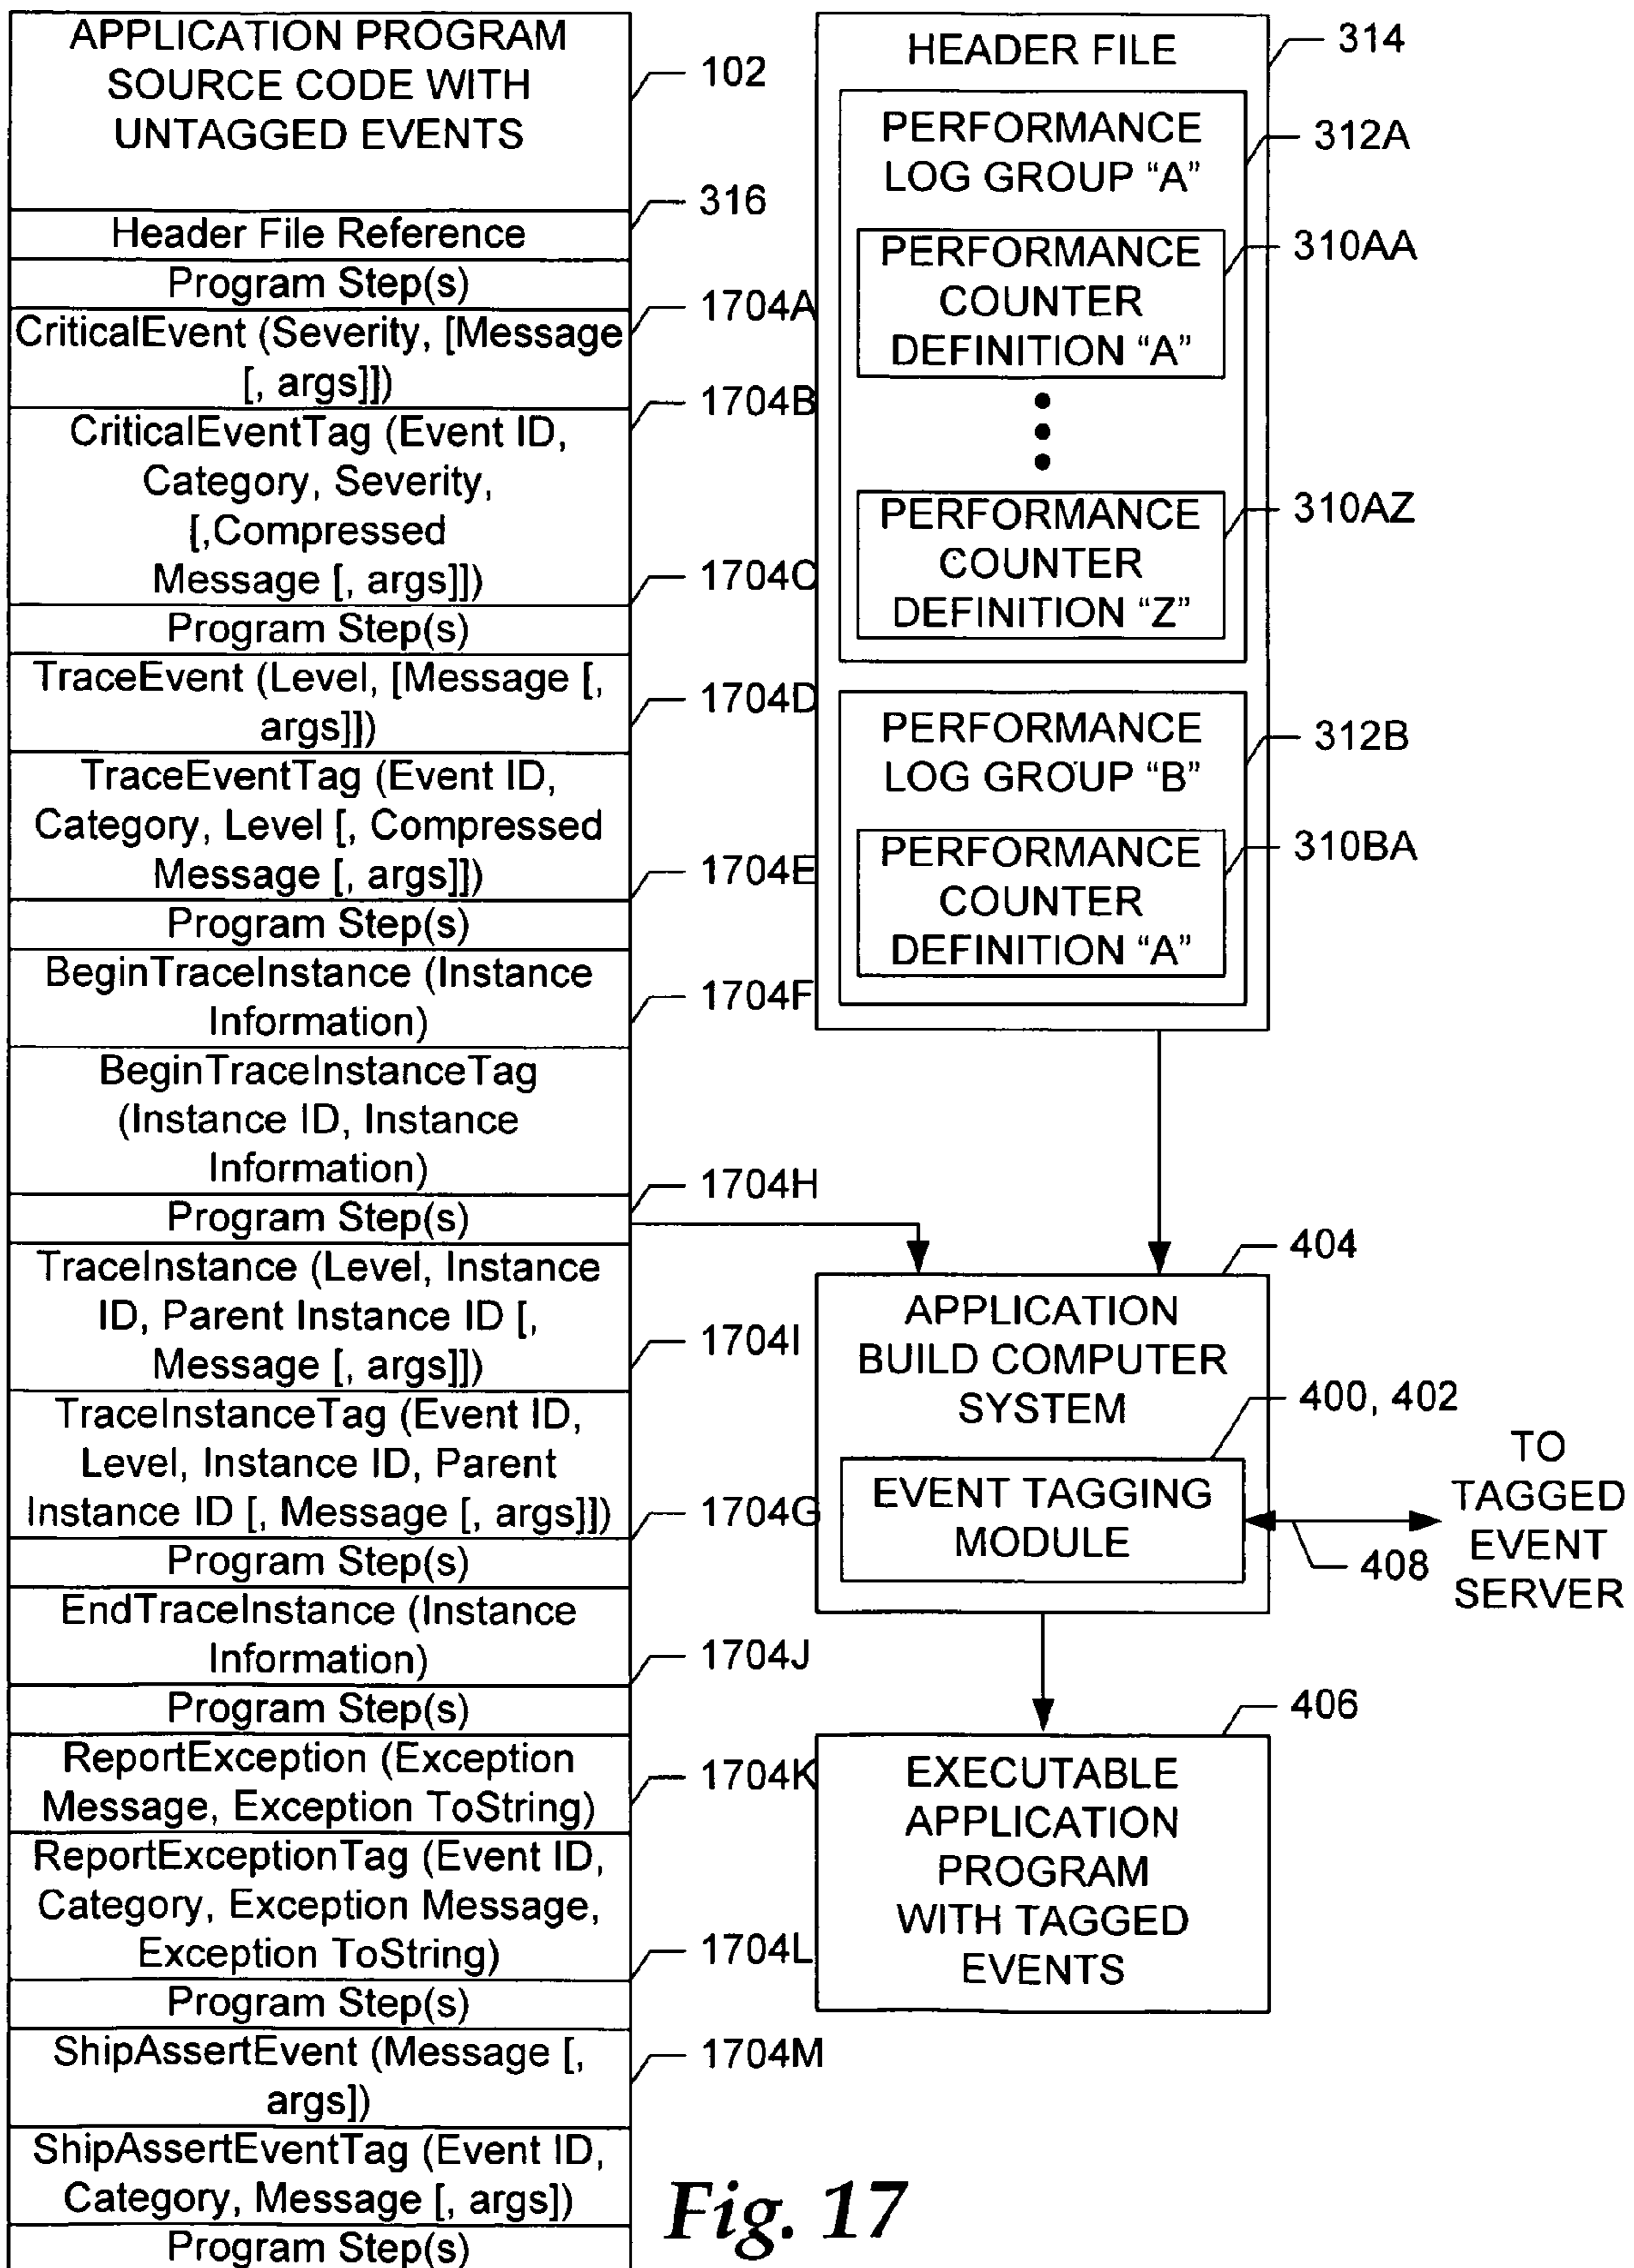 APPLICATION PROGRAM
SOURCE CODE WITH
UNTAGGED EVENTS
102
316
Header File Reference
Program Step(s)
1704A
CriticalEvent (Severity, [Message
[, args]])
1704B
CriticalEventTag (Event ID,
Category, Severity,
[,Compressed
Message [, args]])
1704C
Program Step(s)
TraceEvent (Level, [Message [,
args]])
1704D
TraceEventTag (Event ID,
Category, Level [, Compressed
Message [, args]])
1704E
Program Step(s)
BeginTraceInstance (Instance
Information)
1704F
BeginTraceInstanceTag
(Instance ID, Instance
Information)
1704H
Program Step(s)
TraceInstance (Level, Instance
ID, Parent Instance ID [,
Message [, args]])
1704I
TraceInstanceTag (Event ID,
Level, Instance ID, Parent
Instance ID [, Message [, args]])
1704G
Program Step(s)
EndTraceInstance (Instance
Information)
1704J
Program Step(s)
ReportException (Exception
Message, Exception ToString)
1704K
ReportExceptionTag (Event ID,
Category, Exception Message,
Exception ToString)
1704L
Program Step(s)
ShipAssertEvent (Message [,
args])
1704M
ShipAssertEventTag (Event ID,
Category, Message [, args])
Program Step(s)
HEADER FILE
314
PERFORMANCE
LOG GROUP “A”
312A
PERFORMANCE
COUNTER
DEFINITION “A”
310AA
PERFORMANCE
COUNTER
DEFINITION “Z”
310AZ
PERFORMANCE
LOG GROUP “B”
312B
PERFORMANCE
COUNTER
DEFINITION “A”
310BA
404
APPLICATION
BUILD COMPUTER
SYSTEM
400, 402
EVENT TAGGING
MODULE
408
TO
TAGGED
EVENT
SERVER
406
EXECUTABLE
APPLICATION
PROGRAM
WITH TAGGED
EVENTS
Fig. 17